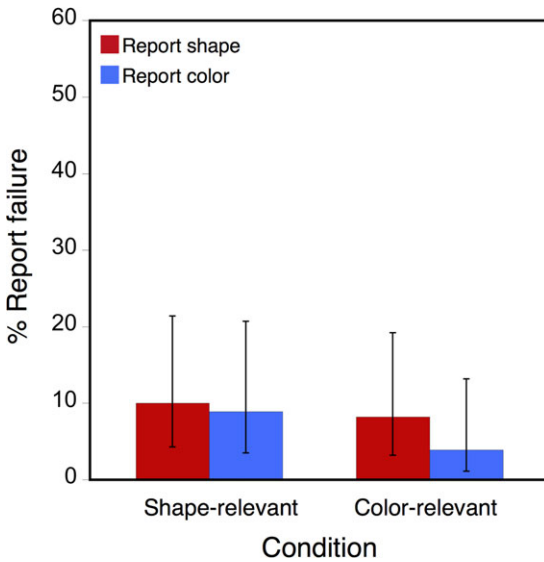 60
50
40
30
20
10
0
% Report failure
Report shape
Report color
Shape-relevant
Color-relevant
Condition